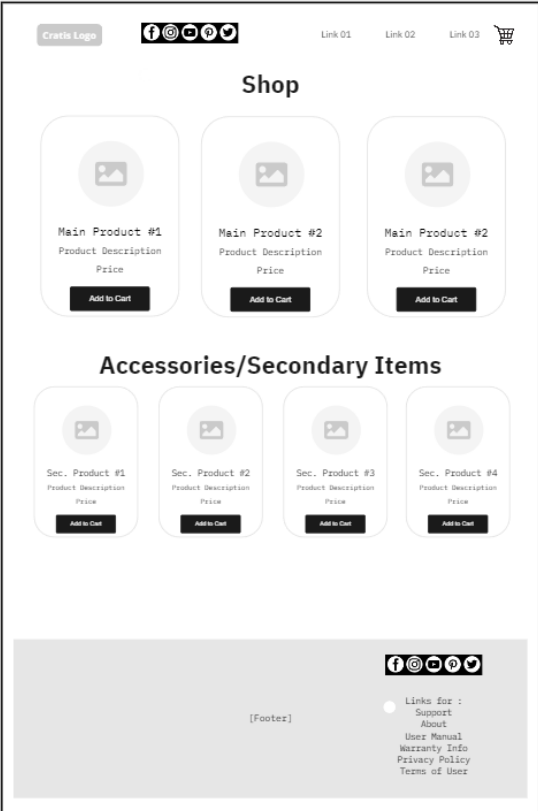 Cratis Logo
Link 01 Link 02 Link 03
Shop
Main Product #1
Product Description
Price
Add to Cart
Main Product #2
Product Description
Price
Add to Cart
Main Product #2
Product Description
Price
Add to Cart
Accessories/Secondary Items
Sec. Product #1
Product Description
Price
Add to Cart
Sec. Product #2
Product Description
Price
Add to Cart
Sec. Product #3
Product Description
Price
Add to Cart
Sec. Product #4
Product Description
Price
Add to Cart
[Footer]
Links for :
Support
About
User Manual
Warranty Info
Privacy Policy
Terms of User